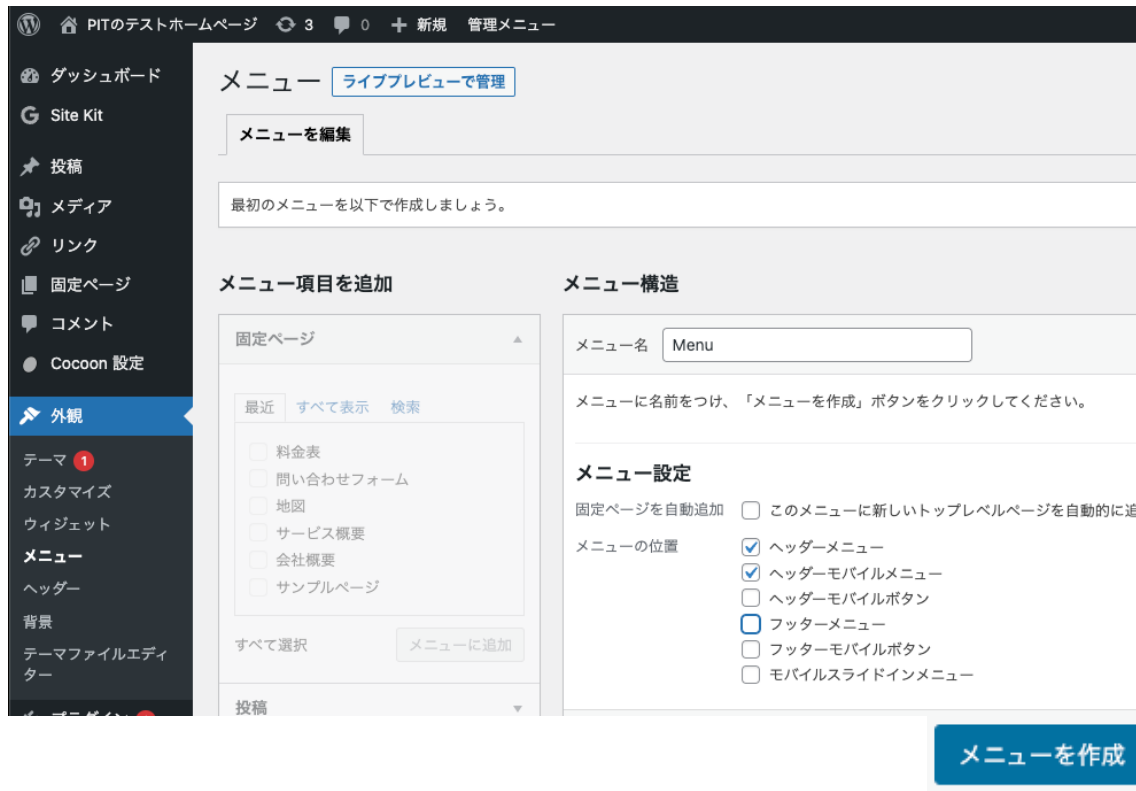 PITのテストホームページ 3 0 新規 管理メニュー
ダッシュボード
Site Kit
投稿
メディア
リンク
固定ページ
コメント
Cocoon 設定
外観
テーマ 1
カスタマイズ
ウィジェット
メニュー
ヘッダー
背景
テーマファイルエディ
ター
メニュー ライブプレビューで管理
メニューを編集
最初のメニューを以下で作成しましょう。
メニュー項目を追加
固定ページ
最近 すべて表示 検索
料金表
問い合わせフォーム
地図
サービス概要
会社概要
サンプルページ
すべて選択 メニューに追加
投稿
メニュー構造
メニュー名 Menu
メニューに名前をつけ、「メニューを作成」ボタンをクリックしてください。
メニュー設定
固定ページを自動追加 このメニューに新しいトップレベルページを自動的に追
メニューの位置 ヘッダーメニュー
ヘッダーモバイルメニュー
ヘッダーモバイルボタン
フッターメニュー
フッターモバイルボタン
モバイルスライドインメニュー
メニューを作成